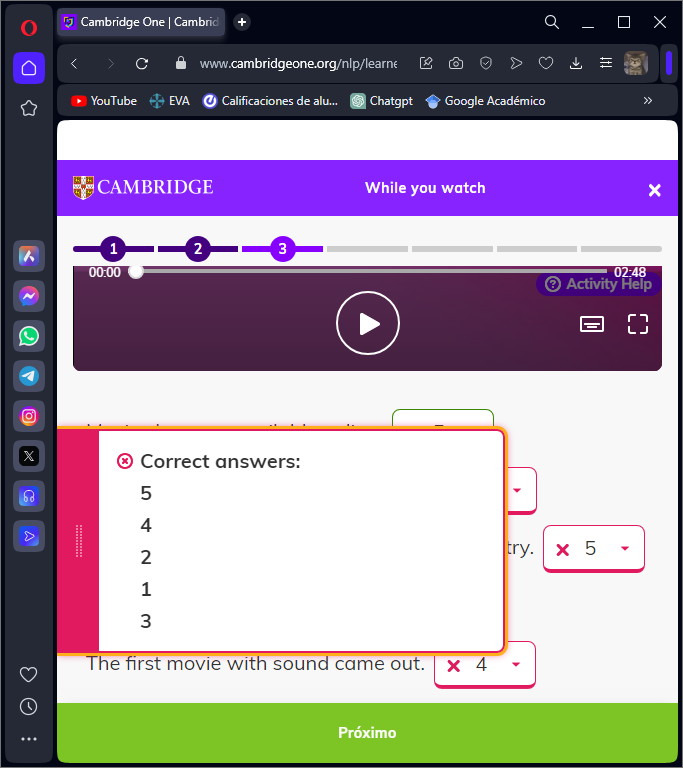 Cambridge One | Cambrid
www.cambridgeone.org/nlp/learne
YouTube EVA Calificaciones de alu... Chatgpt Google Académico »
CAMBRIDGE While you watch
1 2 3
00:00 02:48
Activity Help
Correct answers:
5
4
2
1
3
try. 5
The first movie with sound came out. 4
Próximo